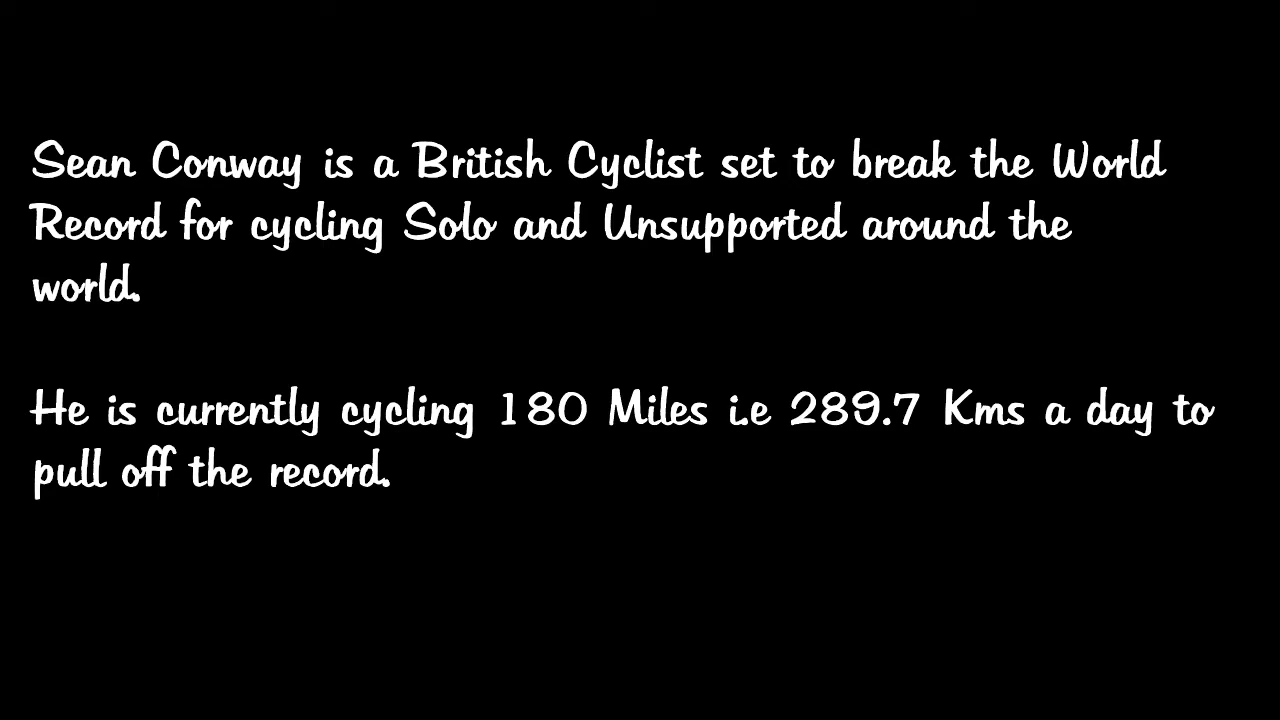 Sean Conway is a British Cyclist set to break the World
Record for cycling Solo and Unsupported around the
world.
He is currently cycling 180 Miles i.e 289.7 Kms a day to
pull off the record.